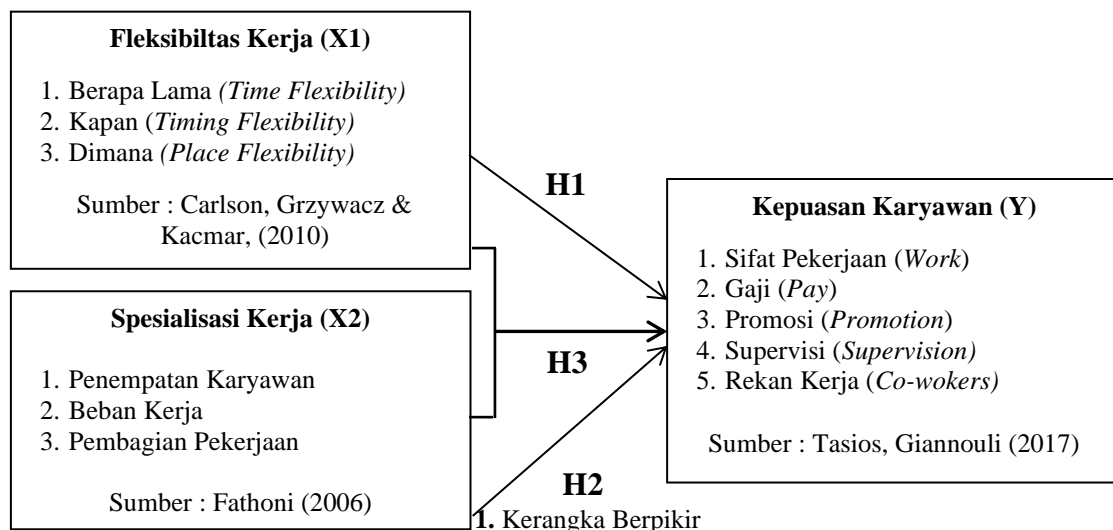 Fleksibiltas Kerja (X1)
1. Berapa Lama (Time Flexibility)
2. Kapan (Timing Flexibility)
3. Dimana (Place Flexibility)
Sumber : Carlson, Grzywacz &
Kacmar, (2010)
H1
Spesialisasi Kerja (X2)
1. Penempatan Karyawan
2. Beban Kerja
3. Pembagian Pekerjaan
Sumber : Fathoni (2006)
H3
H2
Kepuasan Karyawan (Y)
1. Sifat Pekerjaan (Work)
2. Gaji (Pay)
3. Promosi (Promotion)
4. Supervisi (Supervision)
5. Rekan Kerja (Co-wokers)
Sumber : Tasios, Giannouli (2017)
1. Kerangka Berpikir